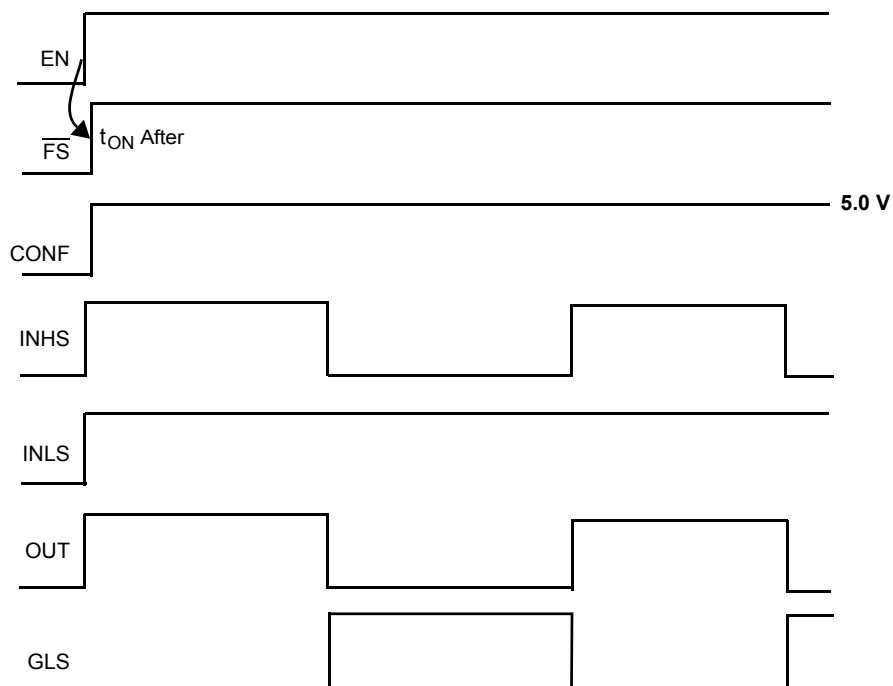 EN
FS
tON After
5.0 V
CONF
INHS
INLS
OUT
GLS